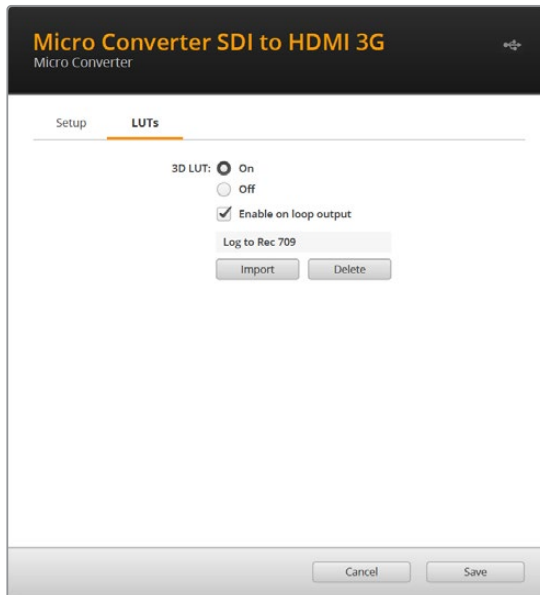 Micro Converter SDI to HDMI 3G
Micro Converter
Setup LUTs
3D LUT: On
Off
Enable on loop output
Log to Rec 709
Import Delete
Cancel Save